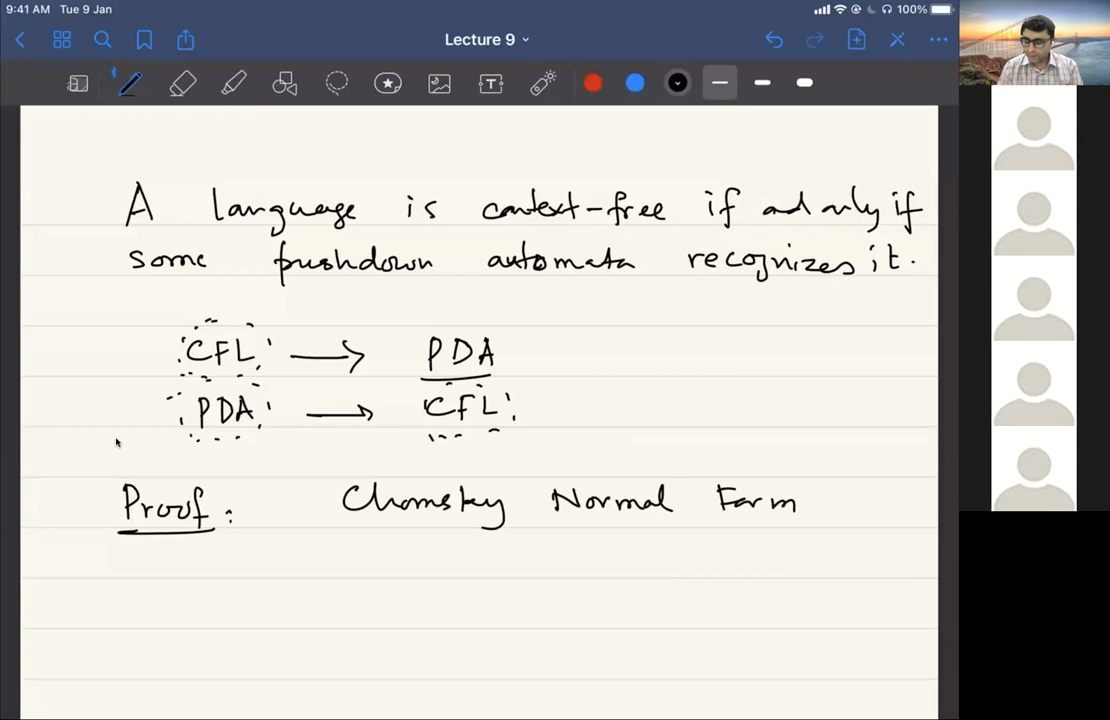 9:41 AM Tue 9 Jan
100%
Lecture 9
T
A language is context-free if and only if
some pushdown automata recognizes it.
CFL → PDA
PDA → CFL
Proof: Chomsky Normal Form